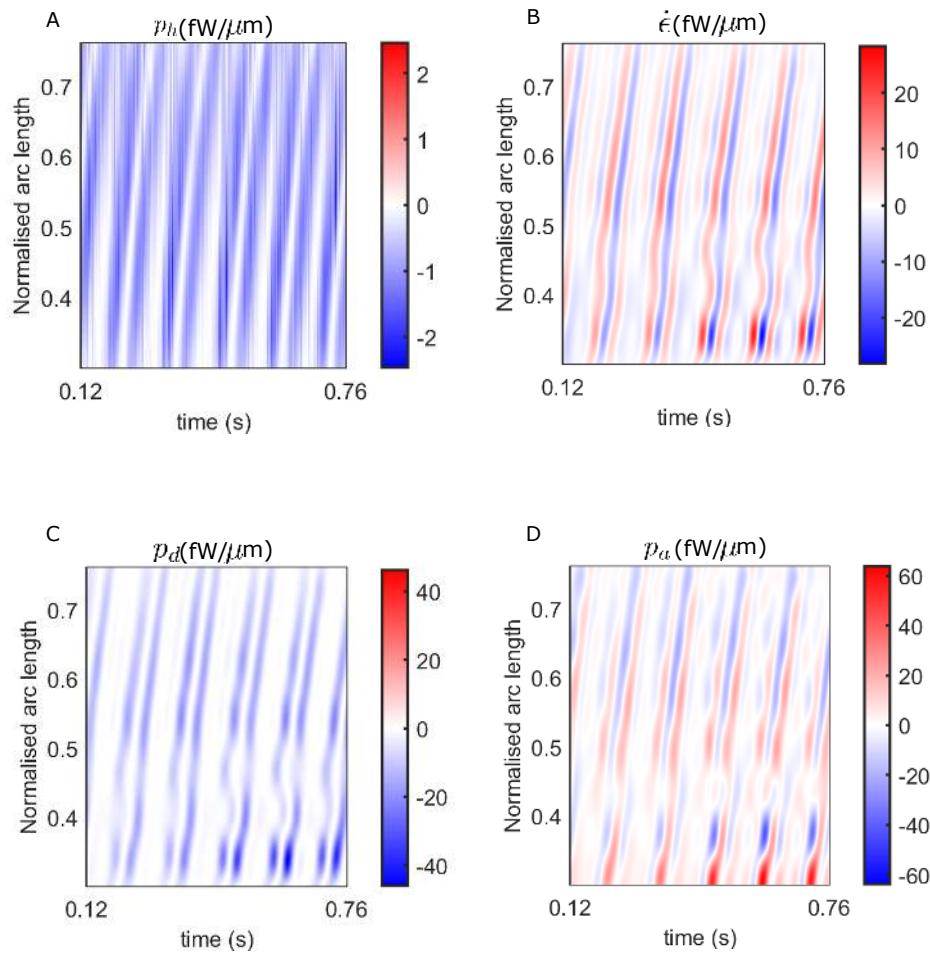 A
p_h (fW/μm)
Normalised arc length
0.7
0.6
0.5
0.4
0.12
0.76
time (s)
2
1
0
-1
-2
B
ϵ̇ (fW/μm)
Normalised arc length
0.7
0.6
0.5
0.4
0.12
0.76
time (s)
20
10
0
-10
-20
C
p_d (fW/μm)
Normalised arc length
0.7
0.6
0.5
0.4
0.12
0.76
time (s)
40
20
0
-20
-40
D
p_a (fW/μm)
Normalised arc length
0.7
0.6
0.5
0.4
0.12
0.76
time (s)
60
40
20
0
-20
-40
-60